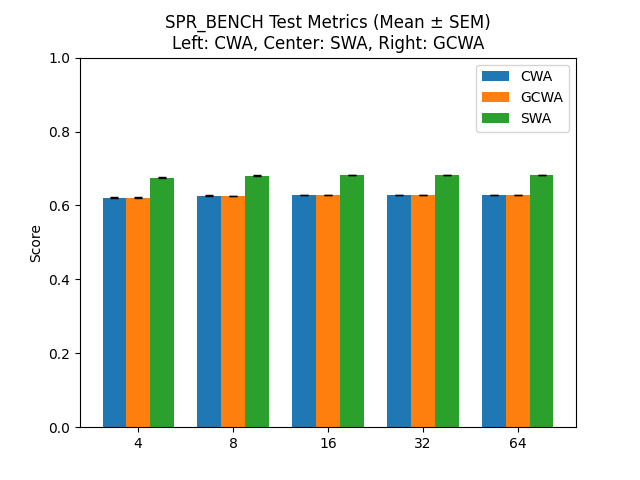 SPR_BENCH Test Metrics (Mean ± SEM)
Left: CWA, Center: SWA, Right: GCWA
CWA
GCWA
SWA
Score
1.0
0.8
0.6
0.4
0.2
0.0
4 8 16 32 64